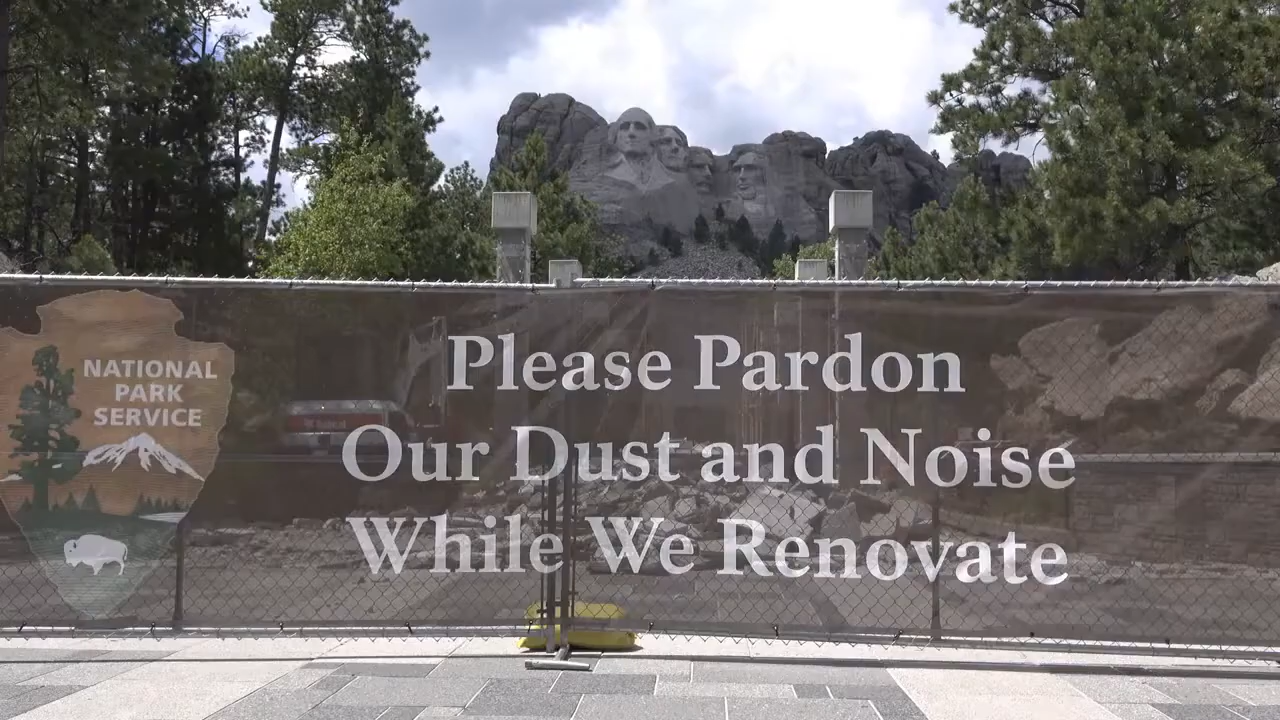 NATIONAL
PARK
SERVICE
Please Pardon
Our Dust and Noise
While We Renovate